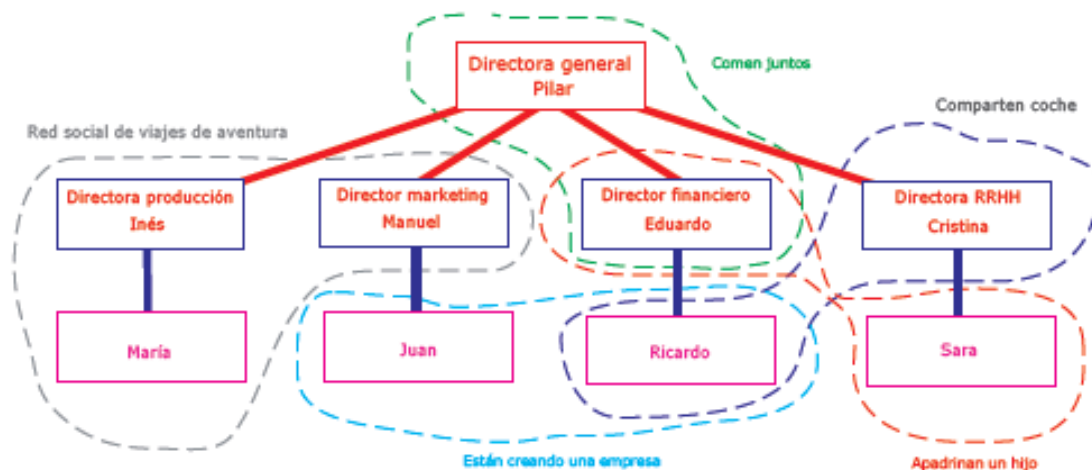 Directora general
Pilar
Comen juntos
Comparten coche
Red social de viajes de aventura
Directora producción
Inés
Director marketing
Manuel
Director financiero
Eduardo
Directora RRHH
Cristina
María
Juan
Ricardo
Sara
Están creando una empresa
Apadrinan un hijo